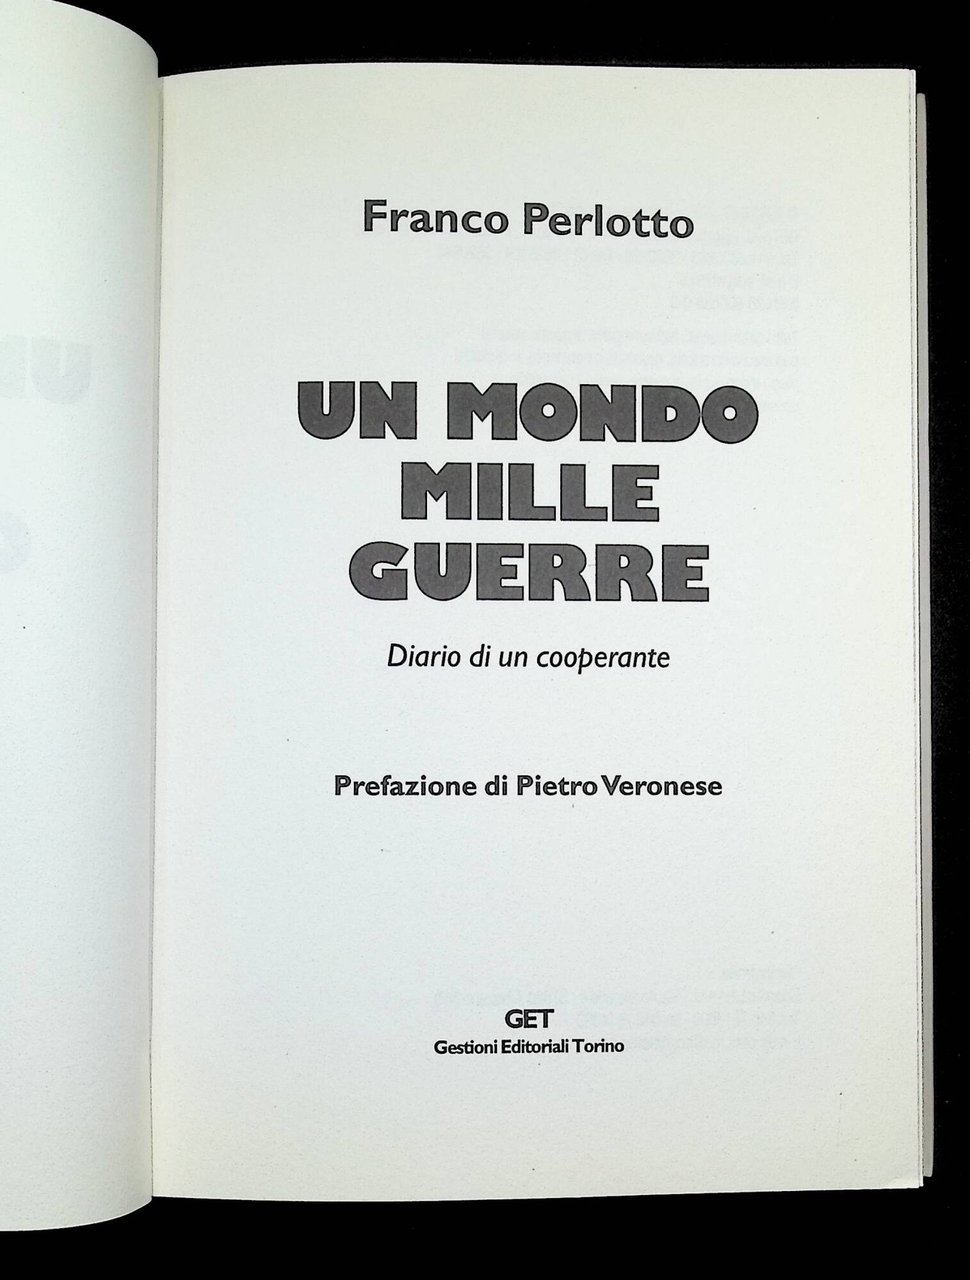 Franco Perlotto
UN MONDO
MILLE
GUERRE
Diario di un cooperante
Prefazione di Pietro Veronese
GET
Gestioni Editoriali Torino